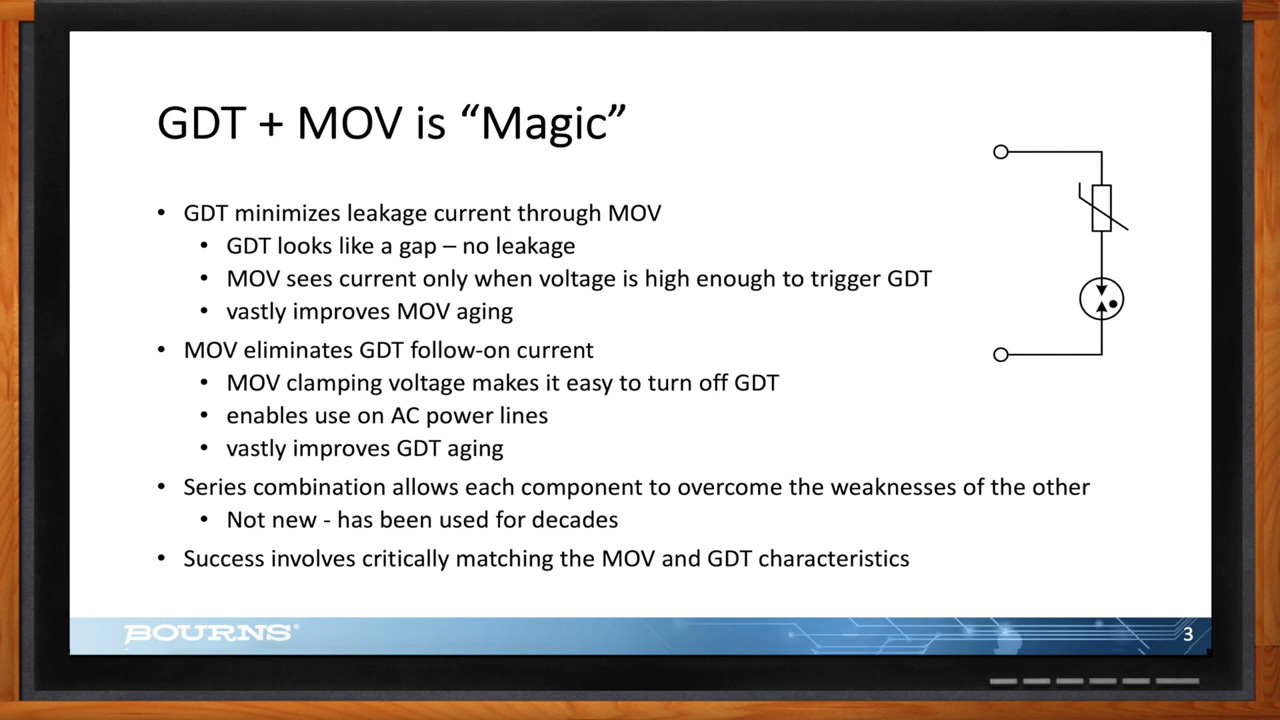 GDT + MOV is “Magic”
• GDT minimizes leakage current through MOV
• GDT looks like a gap – no leakage
• MOV sees current only when voltage is high enough to trigger GDT
• vastly improves MOV aging
• MOV eliminates GDT follow-on current
• MOV clamping voltage makes it easy to turn off GDT
• enables use on AC power lines
• vastly improves GDT aging
• Series combination allows each component to overcome the weaknesses of the other
• Not new - has been used for decades
• Success involves critically matching the MOV and GDT characteristics
BOURNS®
3